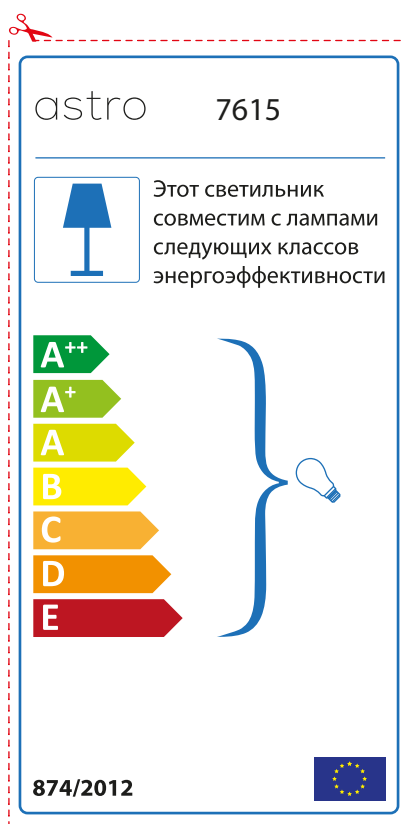 astro 7615
Этот светильник
совместим с лампами
следующих классов
энергоэффективности
A++
A+
A
B
C
D
E
874/2012